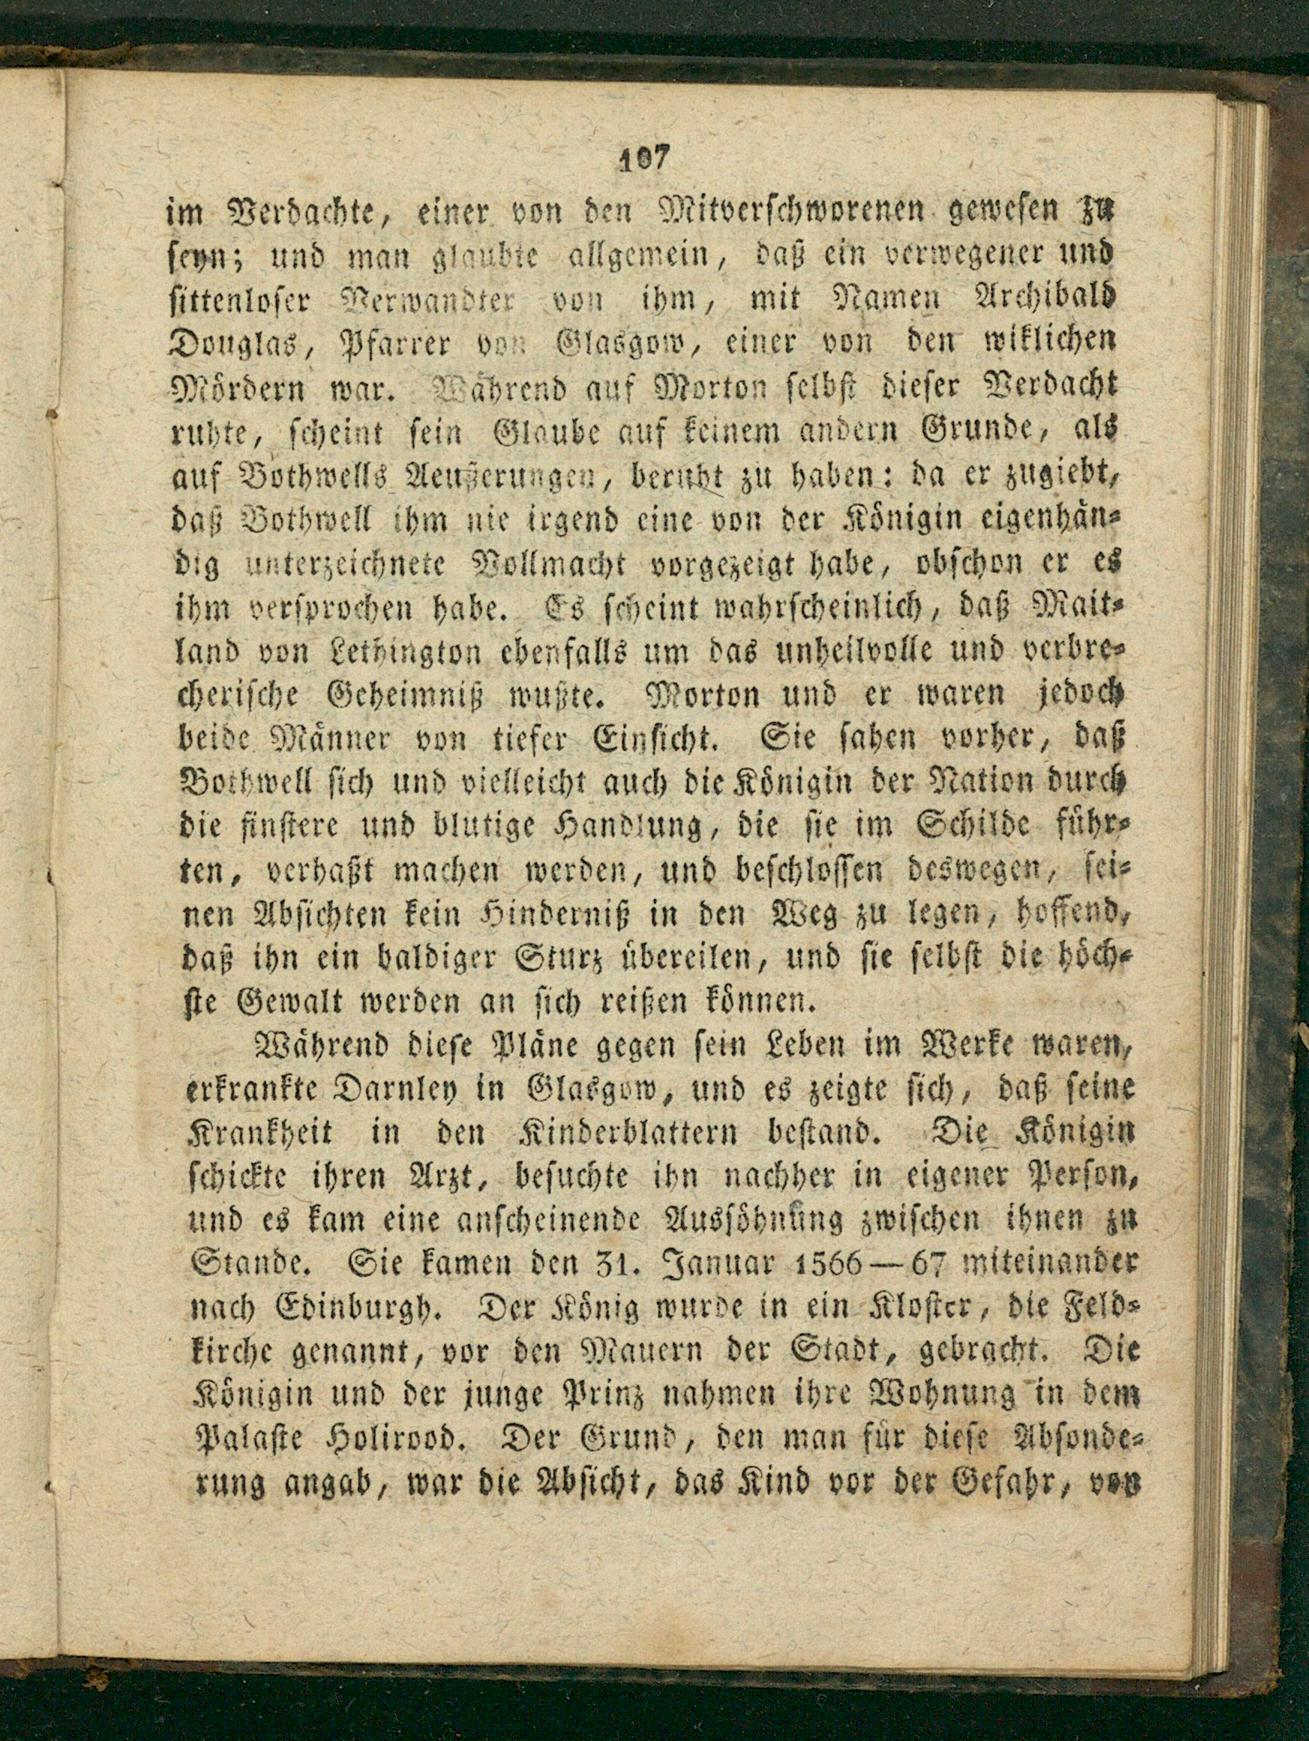 107
im Verdachte, einer von den Mitverschworenen gewesen zu
seyn; und man glaubte allgemein, daß ein verwegener und
sittenloser Verwandter von ihm, mit Namen Archibald
Douglas, Pfarrer von Glasgow, einer von den wiklichen
Mördern war. Während auf Morton selbst dieser Verdacht
ruhte, scheint sein Glaube auf keinem andern Grunde, als
auf Bothwells Aeußerungen, beruht zu haben: da er zugiebt,
daß Bothwell ihm nie irgend eine von der Königin eigenhän-
dig unterzeichnete Vollmacht vorgezeigt habe, obschon er es
ihm versprochen habe. Es scheint wahrscheinlich, daß Mait-
land von Lethington ebenfalls um das unheilvolle und verbre-
cherische Geheimniß wußte. Morton und er waren jedoch
beide Männer von tiefer Einsicht. Sie sahen vorher, daß
Bothwell sich und vielleicht auch die Königin der Nation durch
die finstere und blutige Handlung, die sie im Schilde führ-
ten, verhaßt machen werden, und beschlossen deswegen, sei-
nen Absichten kein Hinderniß in den Weg zu legen, hoffend,
daß ihn ein baldiger Sturz übereilen, und sie selbst die höch-
ste Gewalt werden an sich reißen können.
Während diese Pläne gegen sein Leben im Werke waren,
erkrankte Darnley in Glasgow, und es zeigte sich, daß seine
Krankheit in den Kinderblattern bestand. Die Königin
schickte ihren Arzt, besuchte ihn nachher in eigener Person,
und es kam eine anscheinende Aussöhnung zwischen ihnen zu
Stande. Sie kamen den 31. Januar 1566—67 miteinander
nach Edinburgh. Der König wurde in ein Kloster, die Feld-
kirche genannt, vor den Mauern der Stadt, gebracht. Die
Königin und der junge Prinz nahmen ihre Wohnung in dem
Palaste Holirood. Der Grund, den man für diese Absonde-
rung angab, war die Absicht, das Kind vor der Gefahr, von